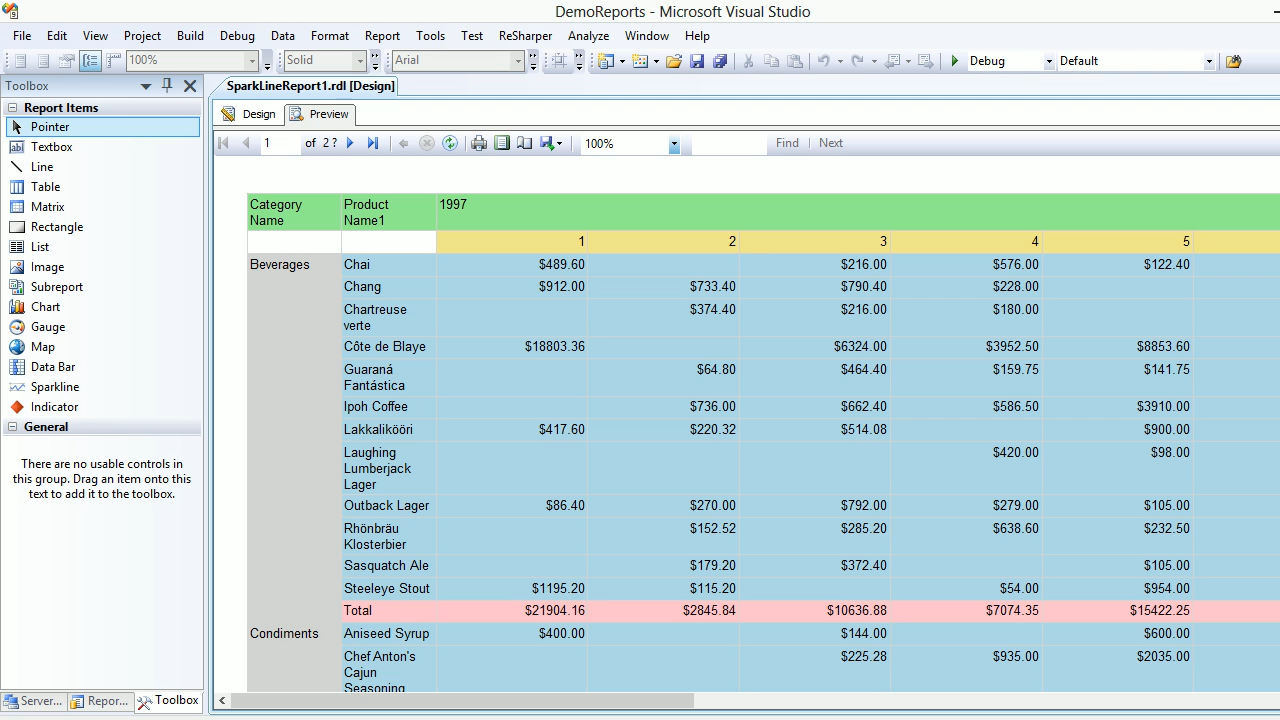 DemoReports - Microsoft Visual Studio
File Edit View Project Build Debug Data Format Report Tools Test ReSharper Analyze Window Help
100% Solid Arial Debug Default
Toolbox
SparkLineReport1.rdl [Design]
Report Items
Pointer
Textbox
Line
Table
Matrix
Rectangle
List
Image
Subreport
Chart
Gauge
Map
Data Bar
Sparkline
Indicator
General
There are no usable controls in
this group. Drag an item onto this
text to add it to the toolbox.
Server... Repor... Toolbox
Design Preview
1 of 2 ? 100% Find | Next
Category Name Product Name1 1997
1 2 3 4 5
Beverages Chai $489.60 $216.00 $576.00 $122.40
Chang $912.00 $733.40 $790.40 $228.00
Chartreuse verte $374.40 $216.00 $180.00
Côte de Blaye $18803.36 $6324.00 $3952.50 $8853.60
Guaraná Fantástica $64.80 $464.40 $159.75 $141.75
Ipoh Coffee $736.00 $662.40 $586.50 $3910.00
Lakkalikööri $417.60 $220.32 $514.08 $900.00
Laughing Lumberjack Lager $420.00 $98.00
Outback Lager $86.40 $270.00 $792.00 $279.00 $105.00
Rhönbräu Klosterbier $152.52 $285.20 $638.60 $232.50
Sasquatch Ale $179.20 $372.40 $105.00
Steeleye Stout $1195.20 $115.20 $54.00 $954.00
Total $21904.16 $2845.84 $10636.88 $7074.35 $15422.25
Condiments Aniseed Syrup $400.00 $144.00 $600.00
Chef Anton's Cajun Seasoning $225.28 $935.00 $2035.00